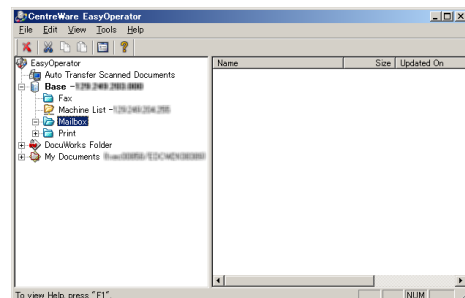 CentreWare EasyOperator
File Edit View Tools Help
Name Size Updated On
EasyOperator
Auto Transfer Scanned Documents
Base -
Fax
Machine List -
Mailbox
Print
DocuWorks Folder
My Documents
To view Help, press "F1". NUM